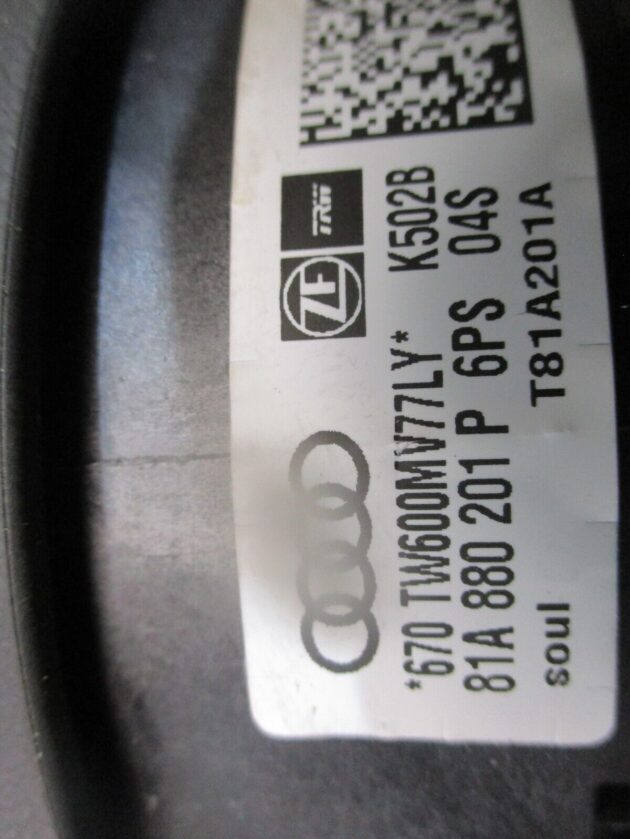 ZF TRW
*670 TW600MV77LY* K502B
81A 880 201 P 6PS 04S
soul T81A201A